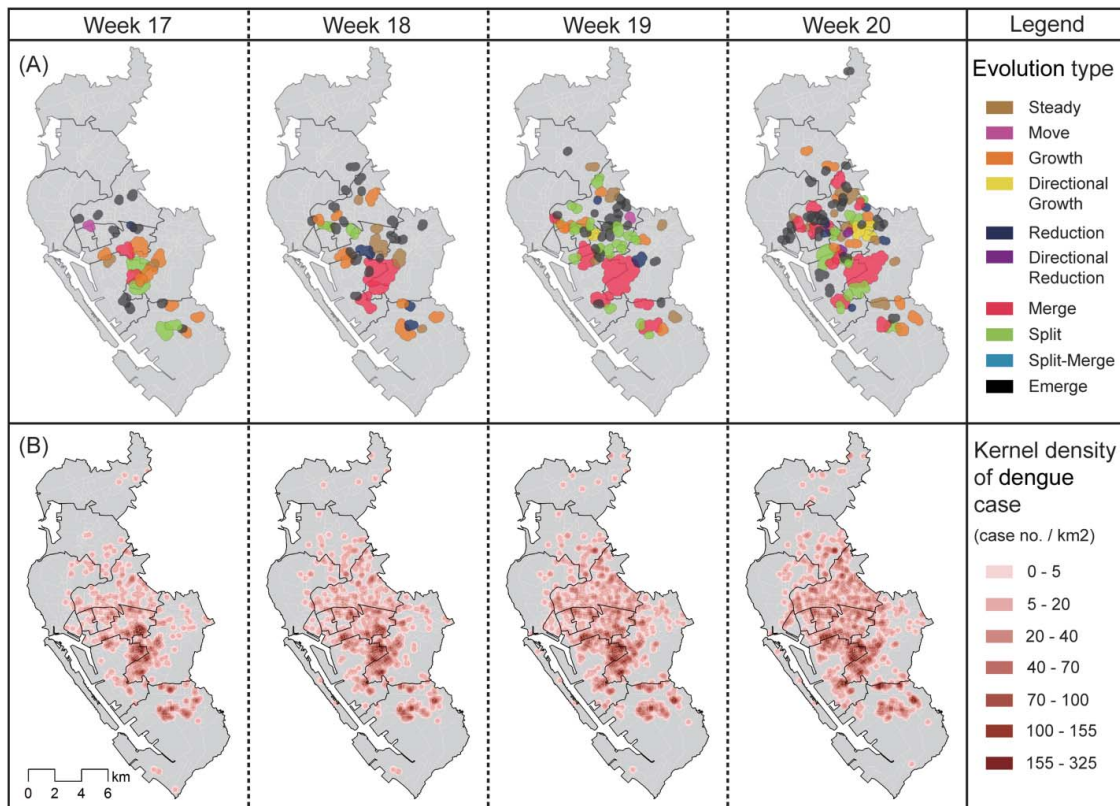 Week 17
Week 18
Week 19
Week 20
Legend
(A)
Evolution type
Steady
Move
Growth
Directional
Growth
Reduction
Directional
Reduction
Merge
Split
Split-Merge
Emerge
(B)
Kernel density
of dengue
case
(case no. / km2)
0 - 5
5 - 20
20 - 40
40 - 70
70 - 100
100 - 155
155 - 325
km
0 2 4 6